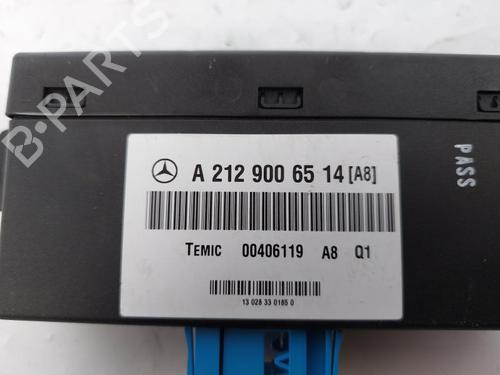 B-PARTS
A 212 900 65 14 [A8]
TEMIC 00406119 A8 Q1
13 028 33 0185 0
PASS